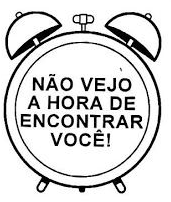 NÃO VEJO
A HORA DE
ENCONTRAR
VOCÊ!